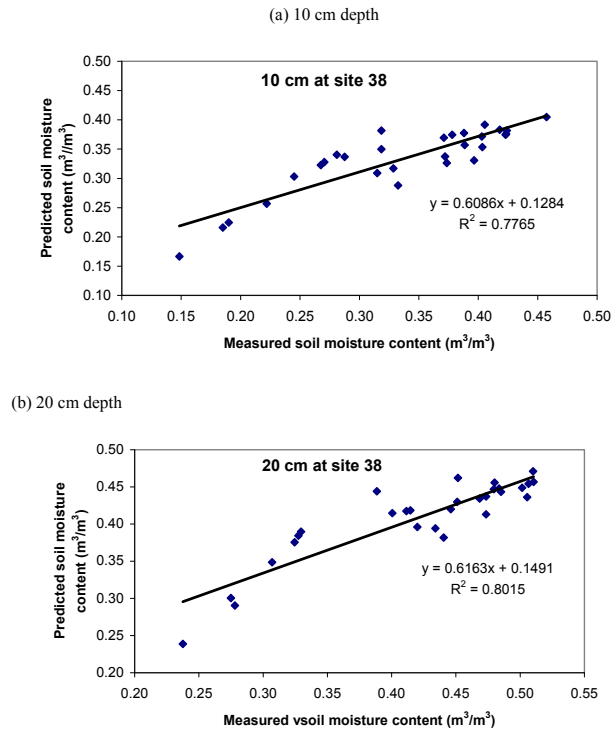 (a) 10 cm depth
10 cm at site 38
0.50
0.45
0.40
0.35
0.30
0.25
0.20
0.15
0.10
Predicted soil moisture
content (m³//m³)
y = 0.6086x + 0.1284
R² = 0.7765
0.10 0.15 0.20 0.25 0.30 0.35 0.40 0.45 0.50
Measured soil moisture content (m³/m³)
(b) 20 cm depth
20 cm at site 38
0.50
0.45
0.40
0.35
0.30
0.25
0.20
Predicted soil moisture
content (m³/m³)
y = 0.6163x + 0.1491
R² = 0.8015
0.20 0.25 0.30 0.35 0.40 0.45 0.50 0.55
Measured vsoil moisture content (m³/m³)